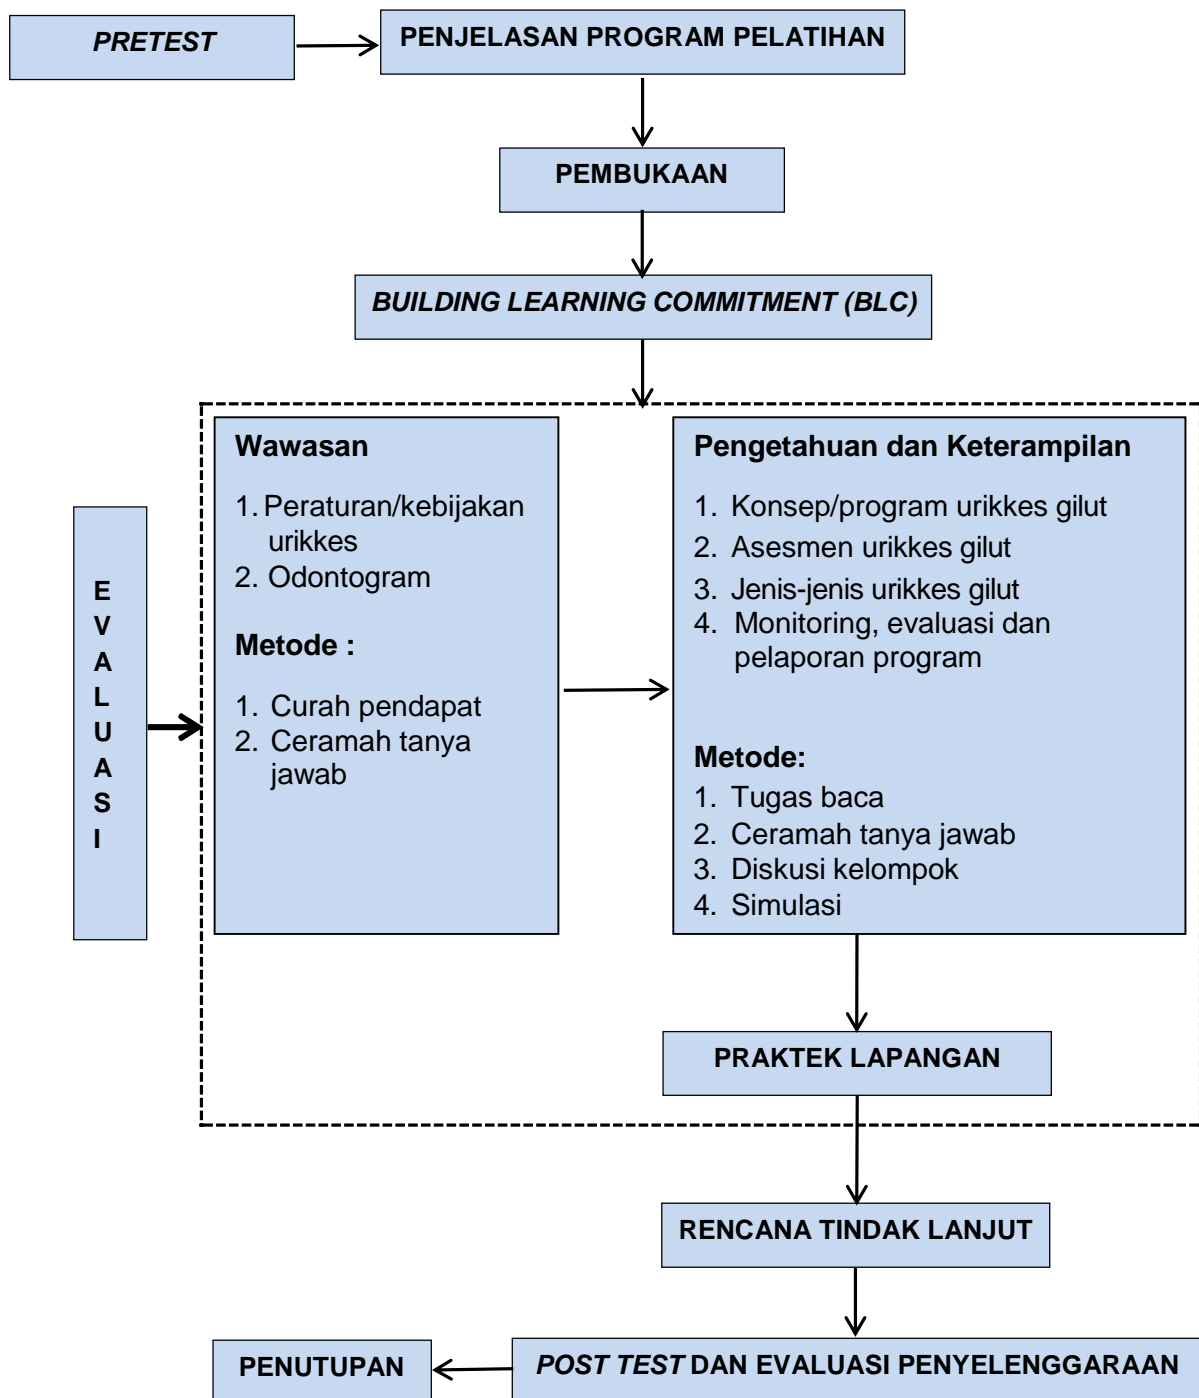 PRETEST
PENJELASAN PROGRAM PELATIHAN
PEMBUKAAN
BUILDING LEARNING COMMITMENT (BLC)
E
V
A
L
U
A
S
I
Wawasan
1. Peraturan/kebijakan
urikkes
2. Odontogram
Metode :
1. Curah pendapat
2. Ceramah tanya
jawab
Pengetahuan dan Keterampilan
1. Konsep/program urikkes gilut
2. Asesmen urikkes gilut
3. Jenis-jenis urikkes gilut
4. Monitoring, evaluasi dan
pelaporan program
Metode:
1. Tugas baca
2. Ceramah tanya jawab
3. Diskusi kelompok
4. Simulasi
PRAKTEK LAPANGAN
RENCANA TINDAK LANJUT
POST TEST DAN EVALUASI PENYELENGGARAAN
PENUTUPAN